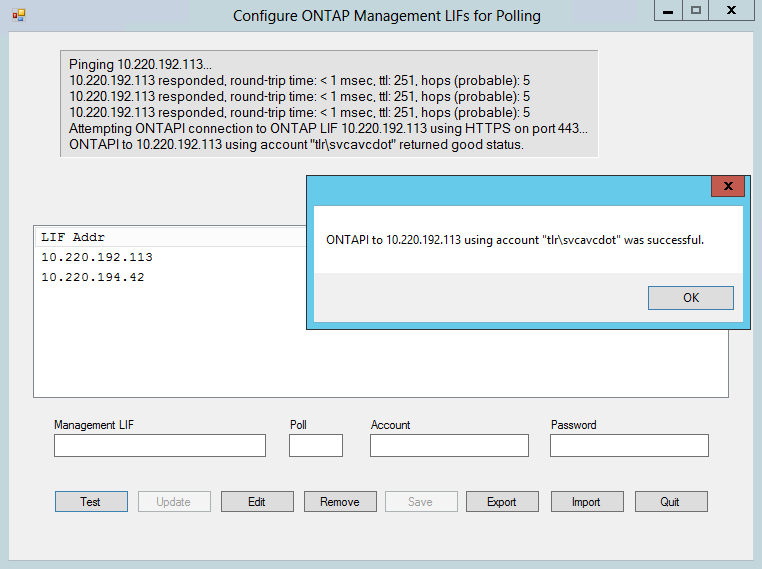 Configure ONTAP Management LIFs for Polling
Pinging 10.220.192.113...
10.220.192.113 responded, round-trip time: < 1 msec, ttl: 251, hops (probable): 5
10.220.192.113 responded, round-trip time: < 1 msec, ttl: 251, hops (probable): 5
10.220.192.113 responded, round-trip time: < 1 msec, ttl: 251, hops (probable): 5
Attempting ONTAPI connection to ONTAP LIF 10.220.192.113 using HTTPS on port 443...
ONTAPI to 10.220.192.113 using account "tlr\svcavcdot" returned good status.
ONTAPI to 10.220.192.113 using account "tlr\svcavcdot" was successful.
OK
LIF Addr
10.220.192.113
10.220.194.42
Management LIF Poll Account Password
Test Update Edit Remove Save Export Import Quit